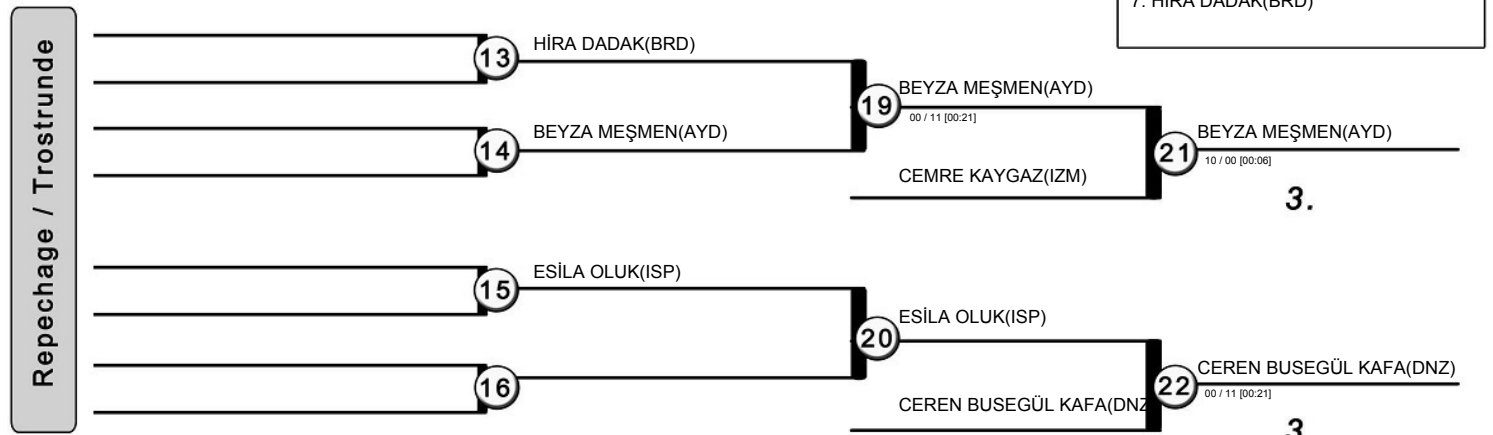 7. HİRA DADAK(BRD)
Repechage / Trostrunde
13
HİRA DADAK(BRD)
14
BEYZA MEŞMEN(AYD)
19
BEYZA MEŞMEN(AYD)
00 / 11 [00:21]
CEMRE KAYGAZ(IZM)
21
BEYZA MEŞMEN(AYD)
10 / 00 [00:06]
3.
15
ESİLA OLUK(ISP)
16
20
ESİLA OLUK(ISP)
CEREN BUSEGÜL KAFA(DNZ
22
CEREN BUSEGÜL KAFA(DNZ)
00 / 11 [00:21]
3.